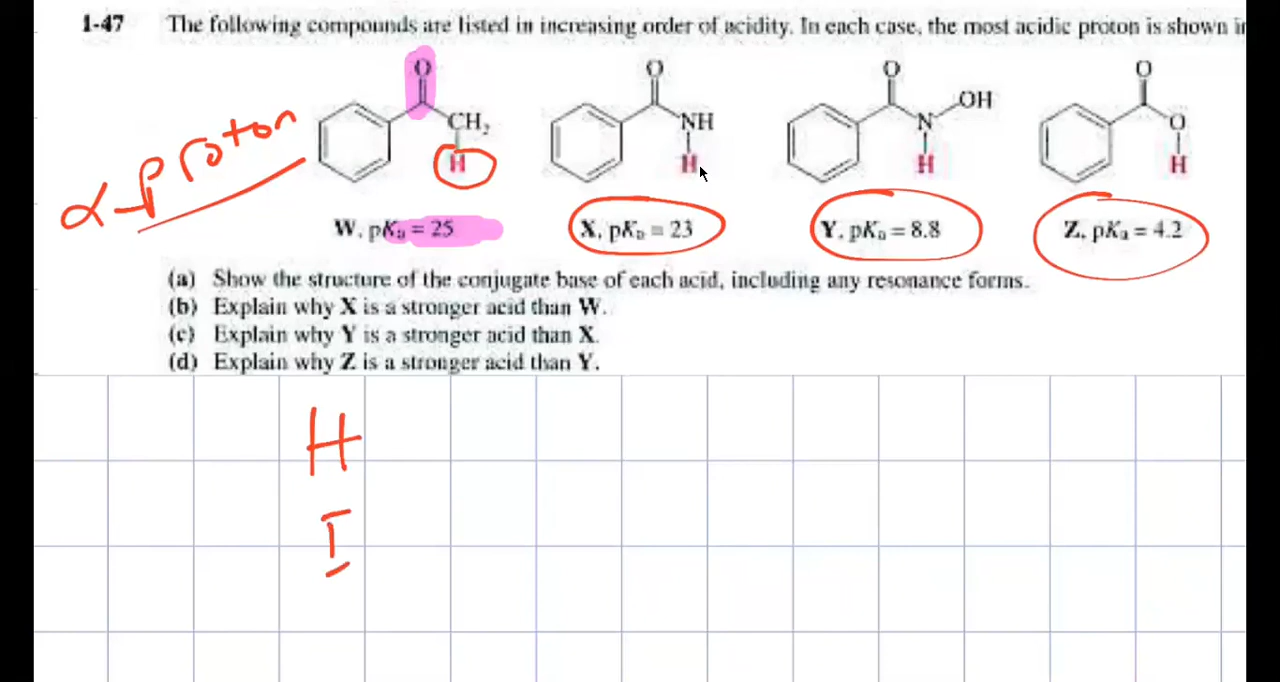 1-47 The following compounds are listed in increasing order of acidity. In each case, the most acidic proton is shown
O O O O
OH
CH₂ NH N O
α-proton
H H H H
W, pKₐ = 25 X, pKₐ = 23 Y, pKₐ = 8.8 Z, pKₐ = 4.2
(a) Show the structure of the conjugate base of each acid, including any resonance forms.
(b) Explain why X is a stronger acid than W.
(c) Explain why Y is a stronger acid than X.
(d) Explain why Z is a stronger acid than Y.
H
I